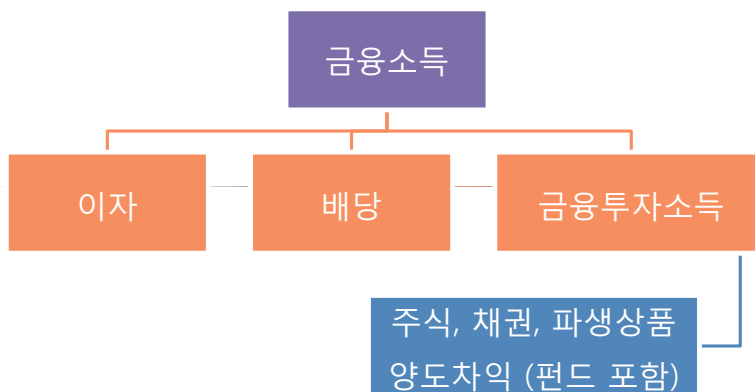 금융소득
이자
배당
금융투자소득
주식, 채권, 파생상품
양도차익 (펀드 포함)